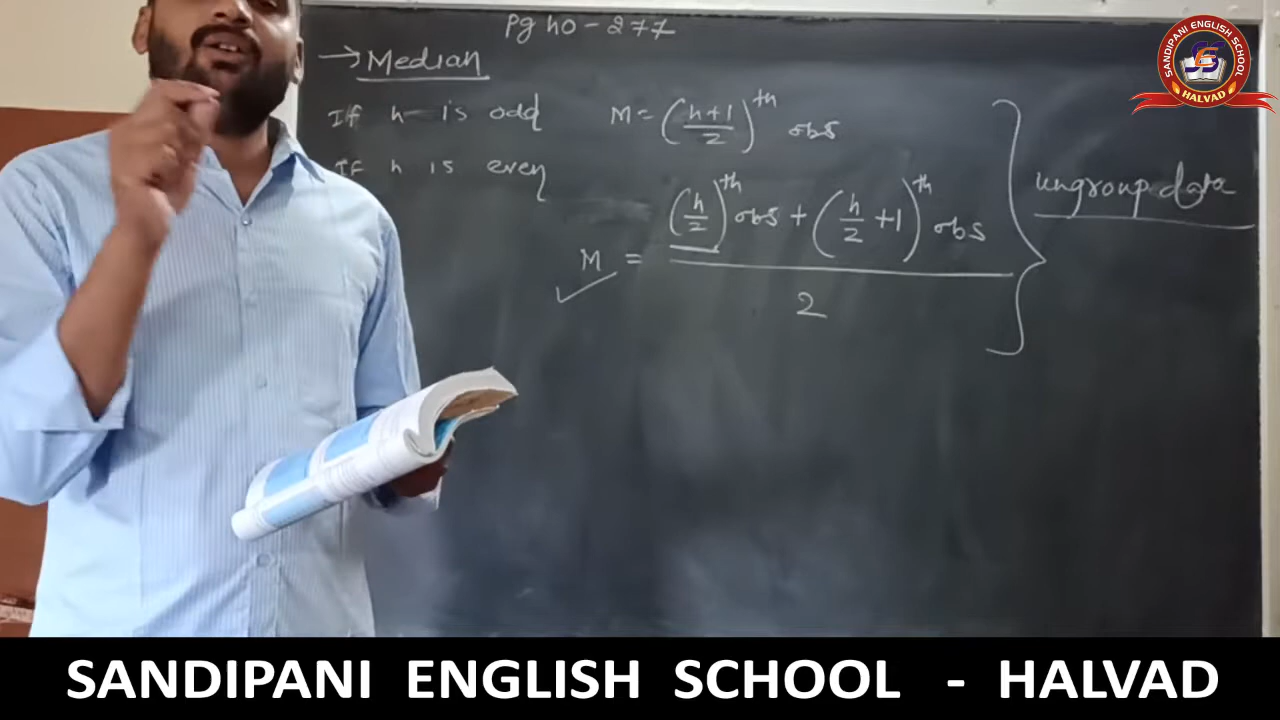 Pg no - 277
→ Median
If n is odd M = (n+1/2)th obs
If n is even
M = (n/2)th obs + (n/2 + 1)th obs / 2
ungroup data
SANDIPANI ENGLISH SCHOOL
SES
HALVAD
SANDIPANI ENGLISH SCHOOL - HALVAD